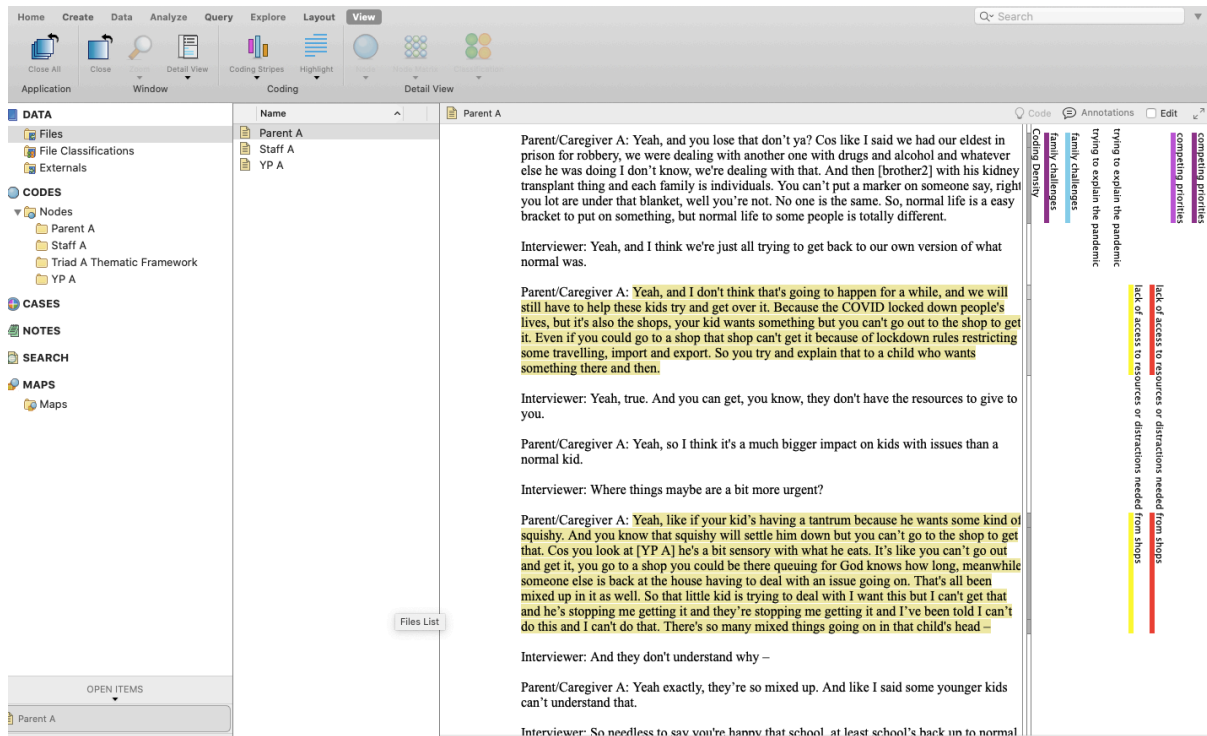 Home Create Data Analyze Query Explore Layout View
Search
Close All Close Detail View Coding Stripes Highlight
Application Window Coding Detail View
DATA
Files
File Classifications
Externals
CODES
Nodes
Parent A
Staff A
Triad A Thematic Framework
YP A
CASES
NOTES
SEARCH
MAPS
Maps
OPEN ITEMS
Parent A
Name
Parent A
Staff A
YP A
Files List
Parent A
Code Annotations Edit
Parent/Caregiver A: Yeah, and you lose that don’t ya? Cos like I said we had our eldest in
prison for robbery, we were dealing with another one with drugs and alcohol and whatever
else he was doing I don’t know, we're dealing with that. And then [brother2] with his kidney
transplant thing and each family is individuals. You can’t put a marker on someone say, right
you lot are under that blanket, well you’re not. No one is the same. So, normal life is a easy
bracket to put on something, but normal life to some people is totally different.
Interviewer: Yeah, and I think we're just all trying to get back to our own version of what
normal was.
Parent/Caregiver A: Yeah, and I don't think that's going to happen for a while, and we will
still have to help these kids try and get over it. Because the COVID locked down people's
lives, but it's also the shops, your kid wants something but you can't go out to the shop to get
it. Even if you could go to a shop that shop can't get it because of lockdown rules restricting
some travelling, import and export. So you try and explain that to a child who wants
something there and then.
Interviewer: Yeah, true. And you can get, you know, they don't have the resources to give to
you.
Parent/Caregiver A: Yeah, so I think it's a much bigger impact on kids with issues than a
normal kid.
Interviewer: Where things maybe are a bit more urgent?
Parent/Caregiver A: Yeah, like if your kid’s having a tantrum because he wants some kind of
squishy. And you know that squishy will settle him down but you can’t go to the shop to get
that. Cos you look at [YP A] he's a bit sensory with what he eats. It’s like you can’t go out
and get it, you go to a shop you could be there queuing for God knows how long, meanwhile
someone else is back at the house having to deal with an issue going on. That's all been
mixed up in it as well. So that little kid is trying to deal with I want this but I can't get that
and he’s stopping me getting it and they’re stopping me getting it and I’ve been told I can’t
do this and I can't do that. There’s so many mixed things going on in that child's head –
Interviewer: And they don't understand why –
Parent/Caregiver A: Yeah exactly, they’re so mixed up. And like I said some younger kids
can’t understand that.
Interviewer: So needless to say you're happy that school, at least school’s back up to normal
Coding Density
family challenges
family challenges
trying to explain the pandemic
trying to explain the pandemic
lack of access to resources or distractions needed from shops
lack of access to resources or distractions needed from shops
competing priorities
competing priorities